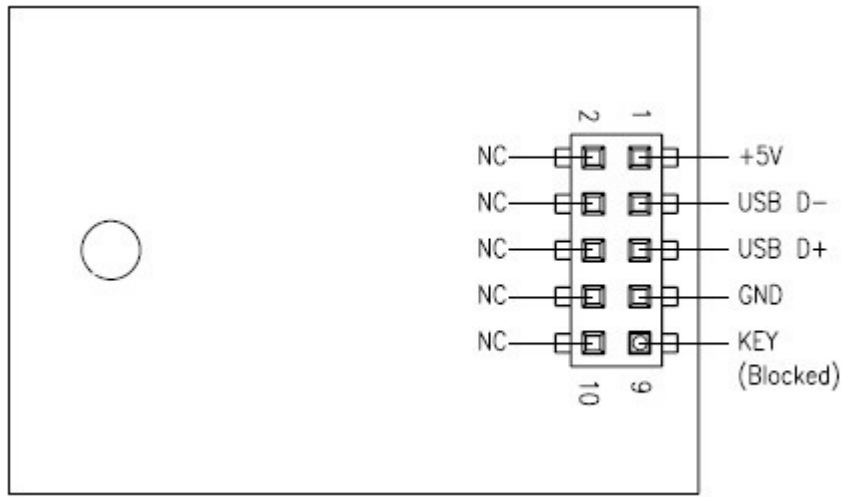 2 1
NC +5V
NC USB D-
NC USB D+
NC GND
NC KEY
(Blocked)
10 9